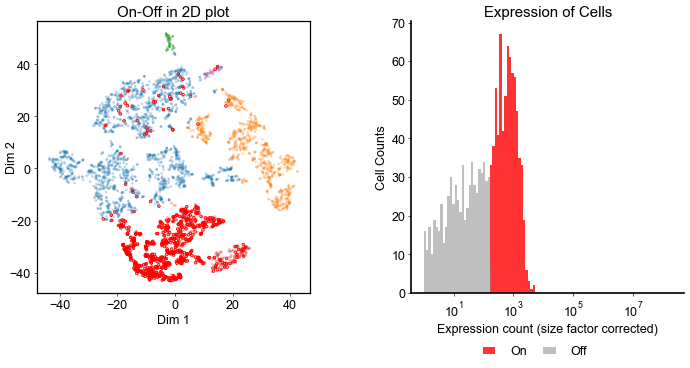 On-Off in 2D plot
Dim 2
40
20
0
−20
−40
−40 −20 0 20 40
Dim 1
Expression of Cells
Cell Counts
70
60
50
40
30
20
10
0
10^1 10^3 10^5 10^7
Expression count (size factor corrected)
On Off